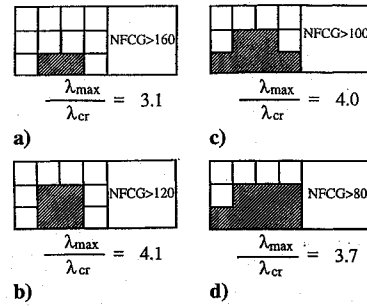 NFCG>160
λmax
λcr
= 3.1
a)
NFCG>120
λmax
λcr
= 4.1
b)
NFCG>100
λmax
λcr
= 4.0
c)
NFCG>80
λmax
λcr
= 3.7
d)